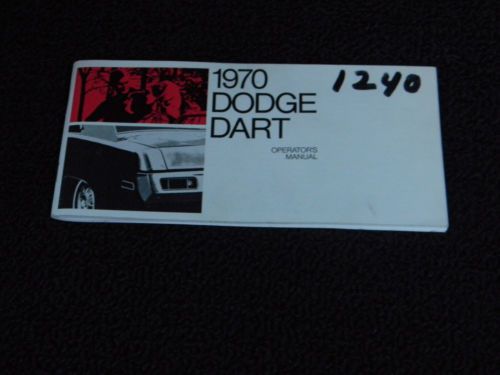 1970
DODGE
DART
OPERATOR'S
MANUAL
1240